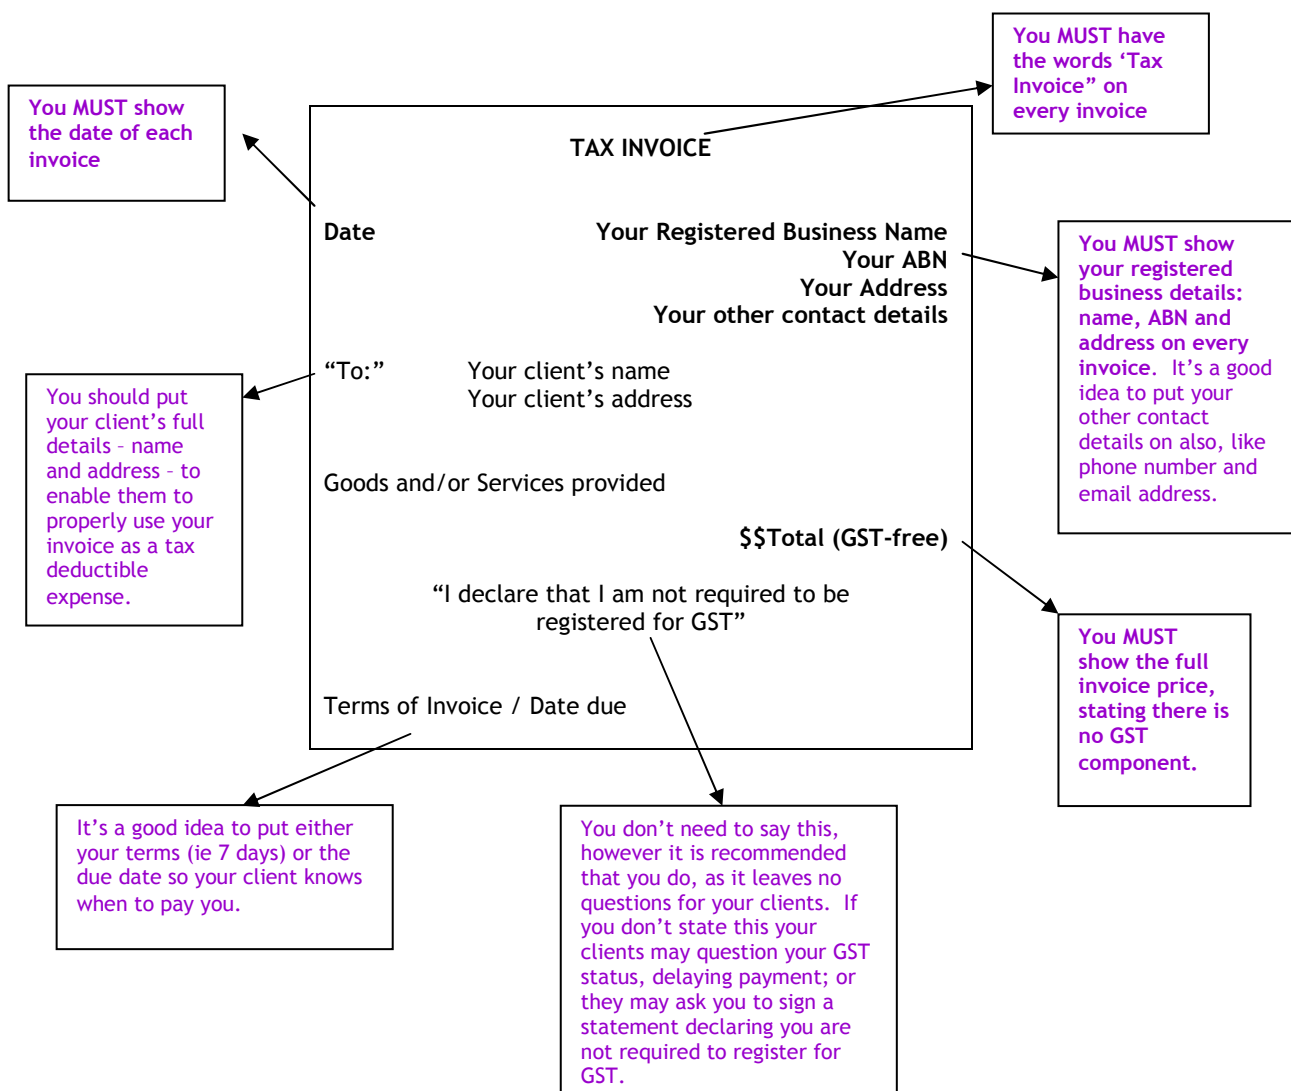 You MUST have
the words ‘Tax
Invoice” on
every invoice
You MUST show
the date of each
invoice
TAX INVOICE
Date
Your Registered Business Name
Your ABN
Your Address
Your other contact details
You MUST show
your registered
business details:
name, ABN and
address on every
invoice.  It’s a good
idea to put your
other contact
details on also, like
phone number and
email address.
“To:”
Your client’s name
Your client’s address
You should put
your client’s full
details – name
and address – to
enable them to
properly use your
invoice as a tax
deductible
expense.
Goods and/or Services provided
$$Total (GST-free)
“I declare that I am not required to be
registered for GST”
You MUST
show the full
invoice price,
stating there is
no GST
component.
Terms of Invoice / Date due
It’s a good idea to put either
your terms (ie 7 days) or the
due date so your client knows
when to pay you.
You don’t need to say this,
however it is recommended
that you do, as it leaves no
questions for your clients.  If
you don’t state this your
clients may question your GST
status, delaying payment; or
they may ask you to sign a
statement declaring you are
not required to register for
GST.